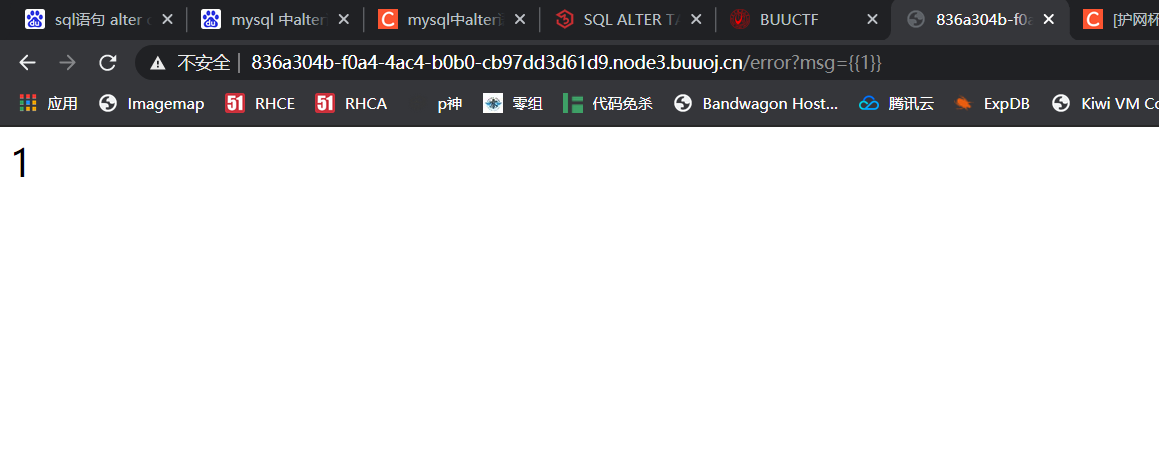 sql语句 alter
mysql 中alter
mysql中alter
SQL ALTER TA
BUUCTF
836a304b-f0a
[护网杯
不安全
836a304b-f0a4-4ac4-b0b0-cb97dd3d61d9.node3.buuoj.cn/error?msg={{1}}
应用
Imagemap
51 RHCE
51 RHCA
p神
零组
代码免杀
Bandwagon Host...
腾讯云
ExpDB
Kiwi VM Co
1